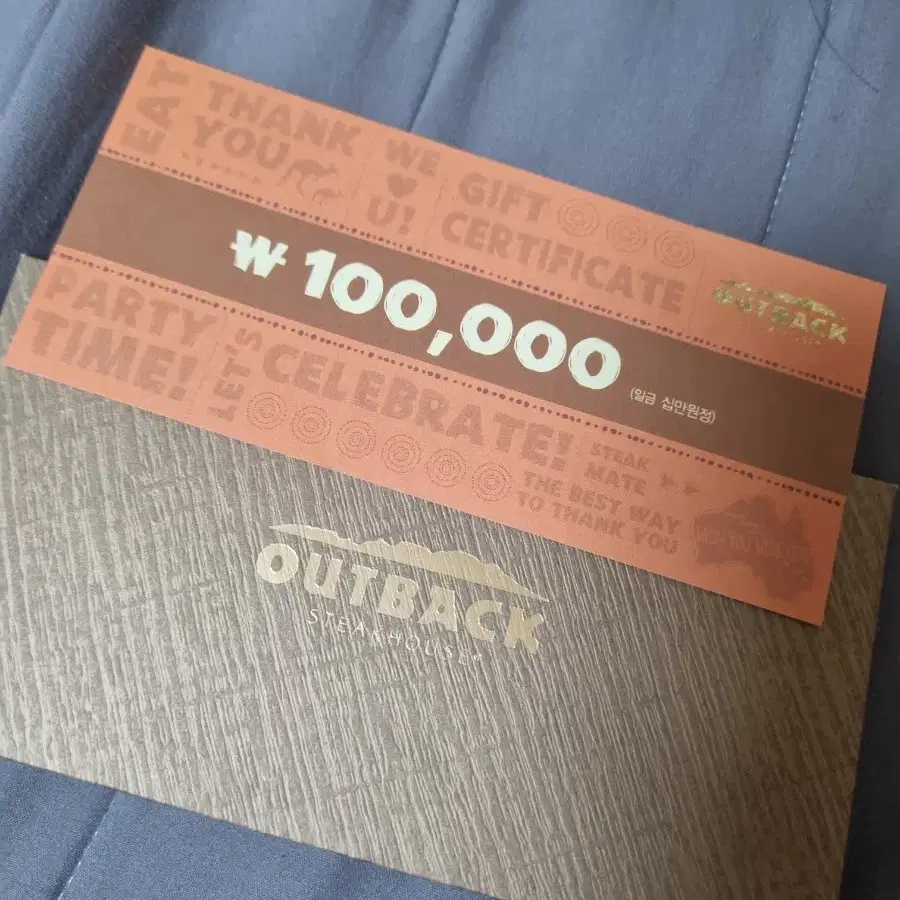 EAT
THANK
YOU
WE
U!
GIFT
CERTIFICATE
OUTBACK
₩ 100,000
(일금 십만원정)
PARTY
TIME!
LET'S
CELEBRATE!
STEAK
MATE
THE BEST WAY
TO THANK YOU
OUTBACK
STEAKHOUSE